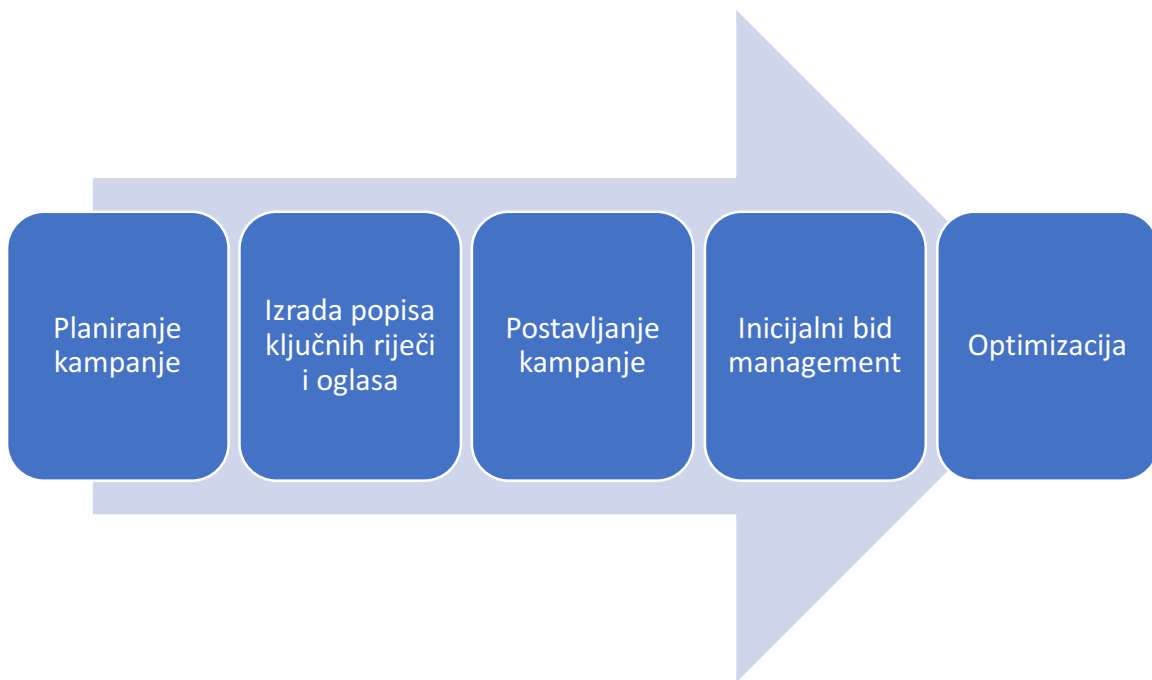 Planiranje
kampanje
Izrada popisa
ključnih riječi
i oglasa
Postavljanje
kampanje
Inicijalni bid
management
Optimizacija